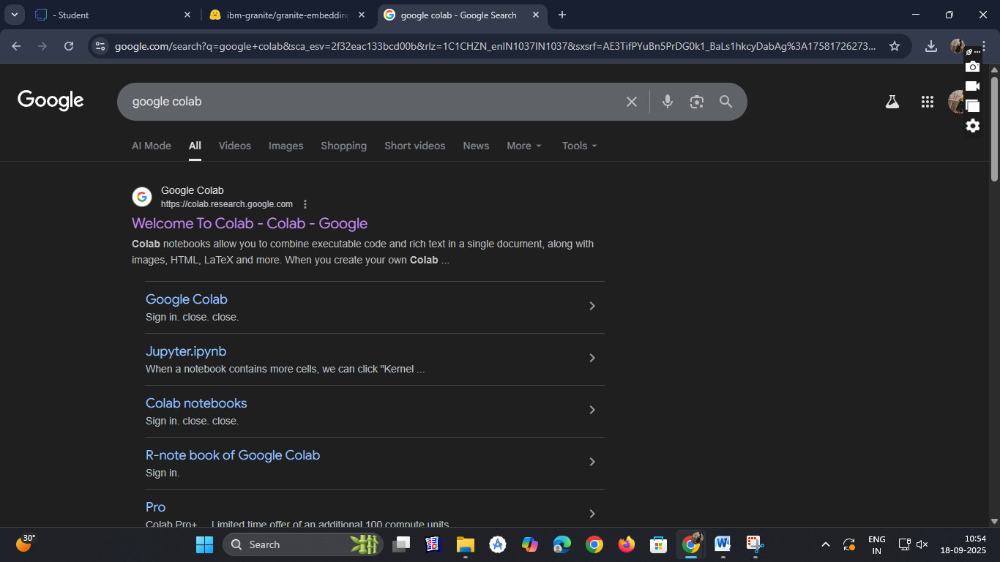 - Student
ibm-granite/granite-embedding
google colab - Google Search
google.com/search?q=google+colab&sca_esv=2f32eac133bcd00b&rlz=1C1CHZN_enIN1037IN1037&sxsrf=AE3TifPYuBn5PrDG0k1_BaLs1hkcyDabAg%3A17581726273...
Google
google colab
AI Mode All Videos Images Shopping Short videos News More Tools
Google Colab
https://colab.research.google.com
Welcome To Colab - Colab - Google
Colab notebooks allow you to combine executable code and rich text in a single document, along with
images, HTML, LaTeX and more. When you create your own Colab ...
Google Colab
Sign in. close. close.
Jupyter.ipynb
When a notebook contains more cells, we can click "Kernel ...
Colab notebooks
Sign in. close. close.
R-note book of Google Colab
Sign in.
Pro
Colab Pro+ ... Limited time offer of an additional 100 compute units
30°
Search
ENG
IN
10:54
18-09-2025